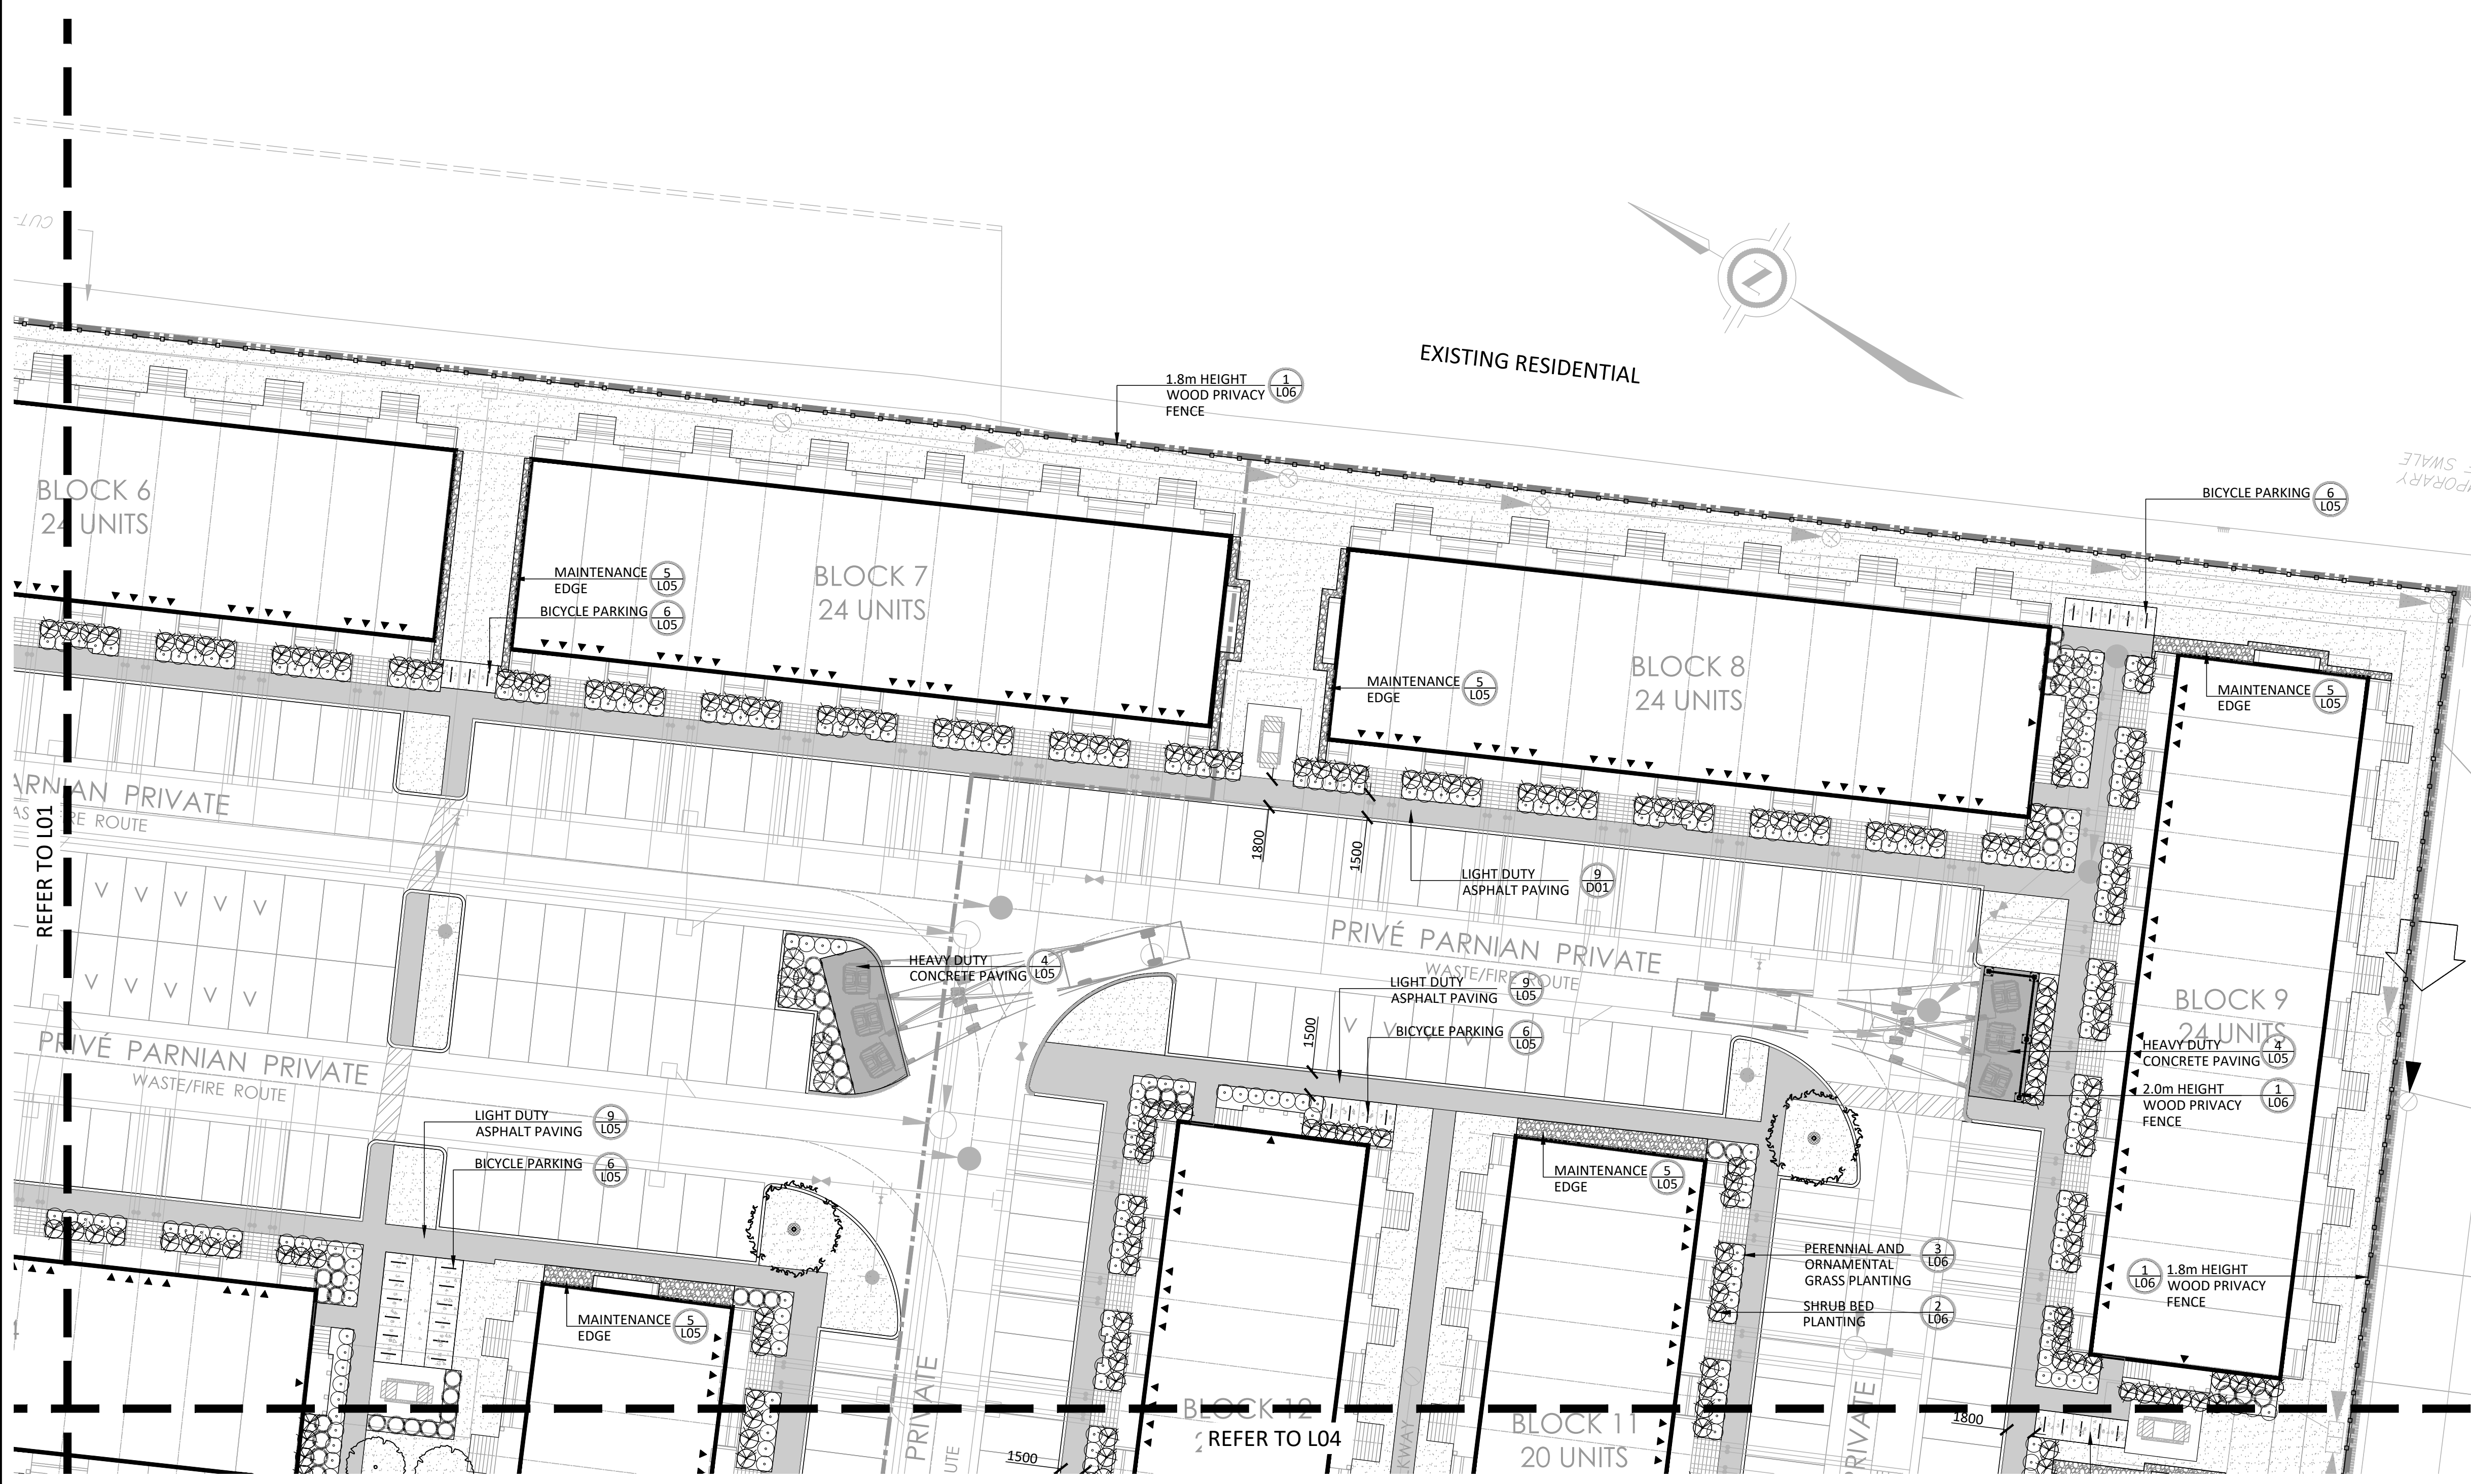 CUT-
EXISTING RESIDENTIAL
1.8m HEIGHT
WOOD PRIVACY
FENCE
1
L06
SWALE
BICYCLE PARKING
6
L05
BLOCK 6
24 UNITS
MAINTENANCE
EDGE
5
L05
BICYCLE PARKING
6
L05
BLOCK 7
24 UNITS
MAINTENANCE
EDGE
5
L05
BLOCK 8
24 UNITS
MAINTENANCE
EDGE
5
L05
REFER TO L01
PRIVATE
ROUTE
1800
1500
LIGHT DUTY
ASPHALT PAVING
9
D01
PRIVÉ PARNIAN PRIVATE
WASTE/FIRE ROUTE
HEAVY DUTY
CONCRETE PAVING
4
L05
LIGHT DUTY
ASPHALT PAVING
9
L05
BICYCLE PARKING
6
L05
1500
BLOCK 9
24 UNITS
HEAVY DUTY
CONCRETE PAVING
4
L05
2.0m HEIGHT
WOOD PRIVACY
FENCE
1
L06
PRIVÉ PARNIAN PRIVATE
WASTE/FIRE ROUTE
LIGHT DUTY
ASPHALT PAVING
9
L05
BICYCLE PARKING
6
L05
MAINTENANCE
EDGE
5
L05
MAINTENANCE
EDGE
5
L05
PERENNIAL AND
ORNAMENTAL
GRASS PLANTING
3
L06
SHRUB BED
PLANTING
2
L06
1
L06
1.8m HEIGHT
WOOD PRIVACY
FENCE
PRIVATE
BLOCK 12
REFER TO L04
BLOCK 11
20 UNITS
PRIVATE
1800
1500